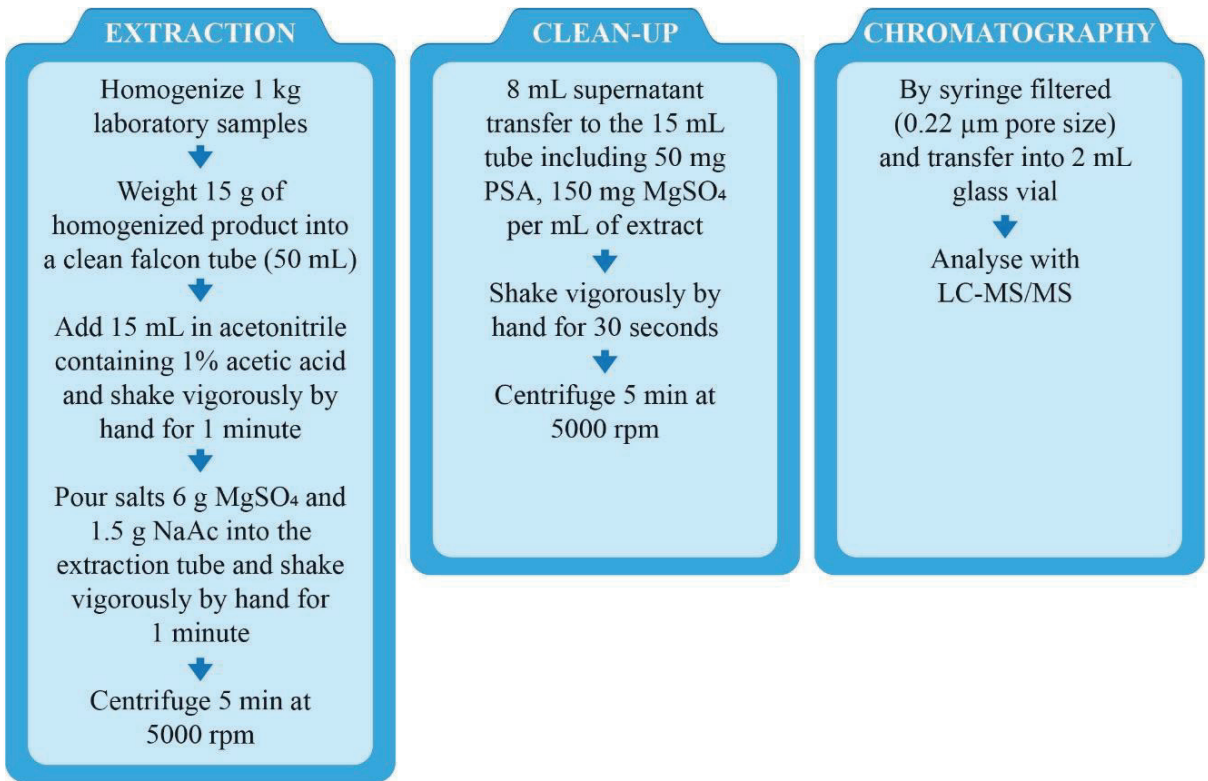 EXTRACTION
Homogenize 1 kg
laboratory samples
Weight 15 g of
homogenized product into
a clean falcon tube (50 mL)
Add 15 mL in acetonitrile
containing 1% acetic acid
and shake vigorously by
hand for 1 minute
Pour salts 6 g MgSO₄ and
1.5 g NaAc into the
extraction tube and shake
vigorously by hand for
1 minute
Centrifuge 5 min at
5000 rpm
CLEAN-UP
8 mL supernatant
transfer to the 15 mL
tube including 50 mg
PSA, 150 mg MgSO₄
per mL of extract
Shake vigorously by
hand for 30 seconds
Centrifuge 5 min at
5000 rpm
CHROMATOGRAPHY
By syringe filtered
(0.22 µm pore size)
and transfer into 2 mL
glass vial
Analyse with
LC-MS/MS